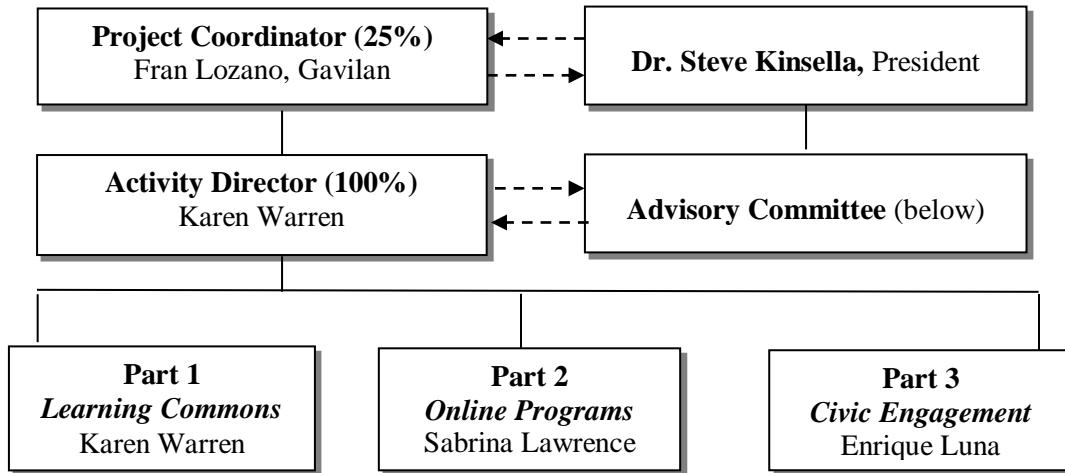 Project Coordinator (25%)
Fran Lozano, Gavilan
Dr. Steve Kinsella, President
Activity Director (100%)
Karen Warren
Advisory Committee (below)
Part 1
Learning Commons
Karen Warren
Part 2
Online Programs
Sabrina Lawrence
Part 3
Civic Engagement
Enrique Luna